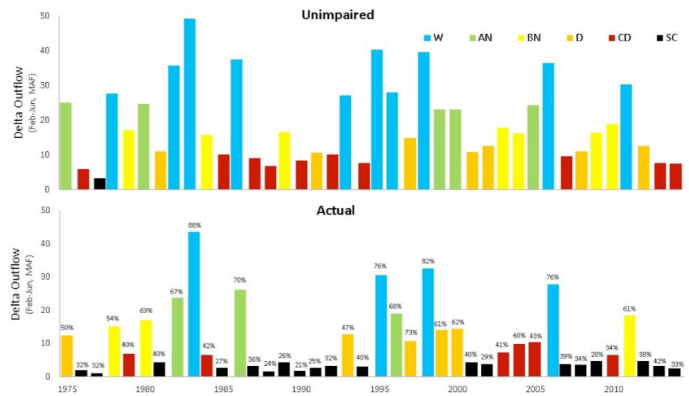 Unimpaired
W AN BN D CD SC
Delta Outflow
(Feb-Jun, MAF)
50
40
30
20
10
0
Actual
Delta Outflow
(Feb-Jun, MAF)
50
40
30
20
10
0
50% 32% 32% 54% 40% 69% 40% 67% 88% 42% 27% 70% 36% 24% 26% 21% 25% 32% 47% 40% 76% 68% 73% 82% 61% 62% 46% 29% 41% 60% 43% 76% 39% 34% 28% 34% 61% 38% 42% 33%
1975 1980 1985 1990 1995 2000 2005 2010